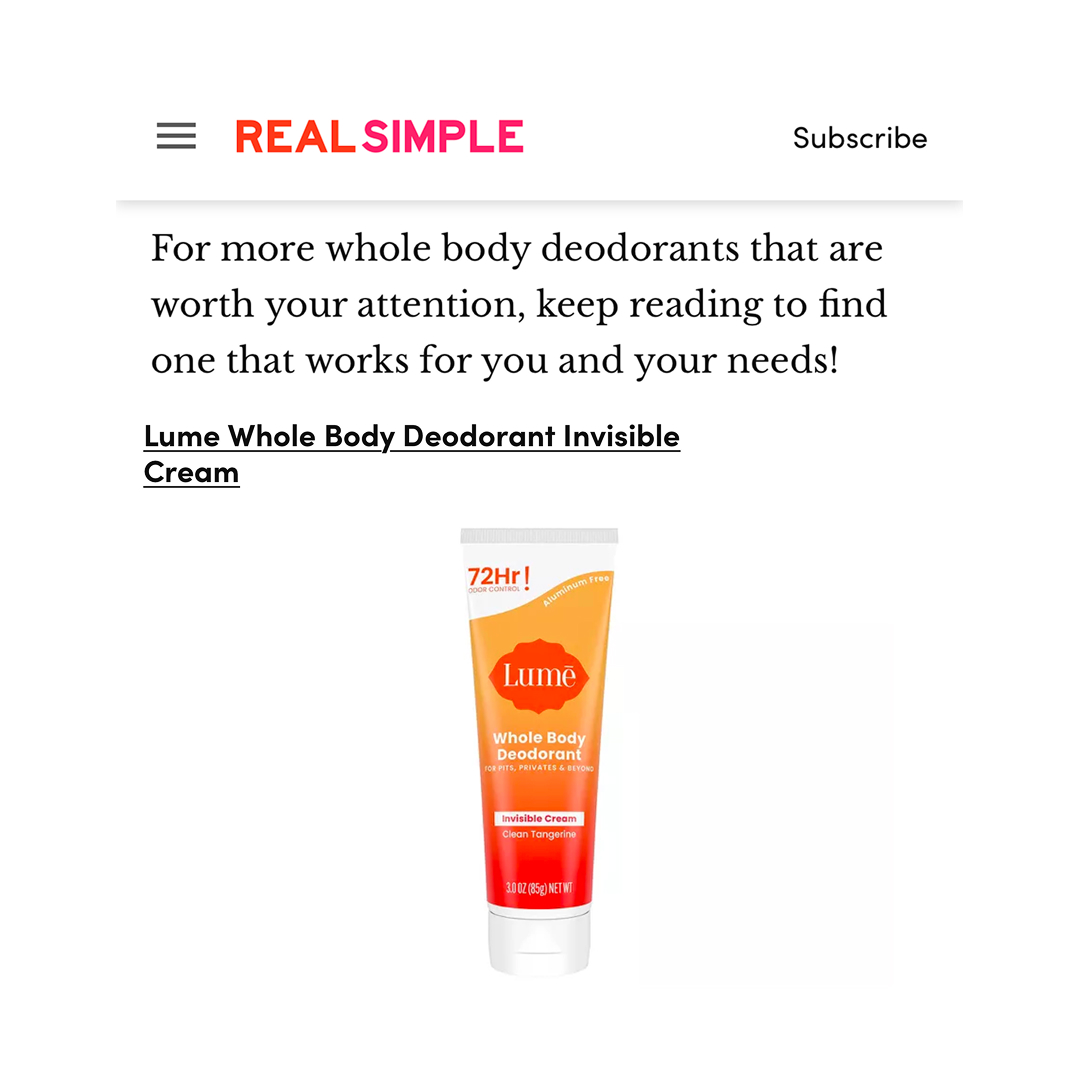 REAL SIMPLE
Subscribe
For more whole body deodorants that are
worth your attention, keep reading to find
one that works for you and your needs!
Lume Whole Body Deodorant Invisible
Cream
72Hr!
ODOR CONTROL
Aluminum Free
Lumē
Whole Body
Deodorant
FOR PITS, PRIVATES & BEYOND
Invisible Cream
Clean Tangerine
3.0 OZ (85g) NET WT